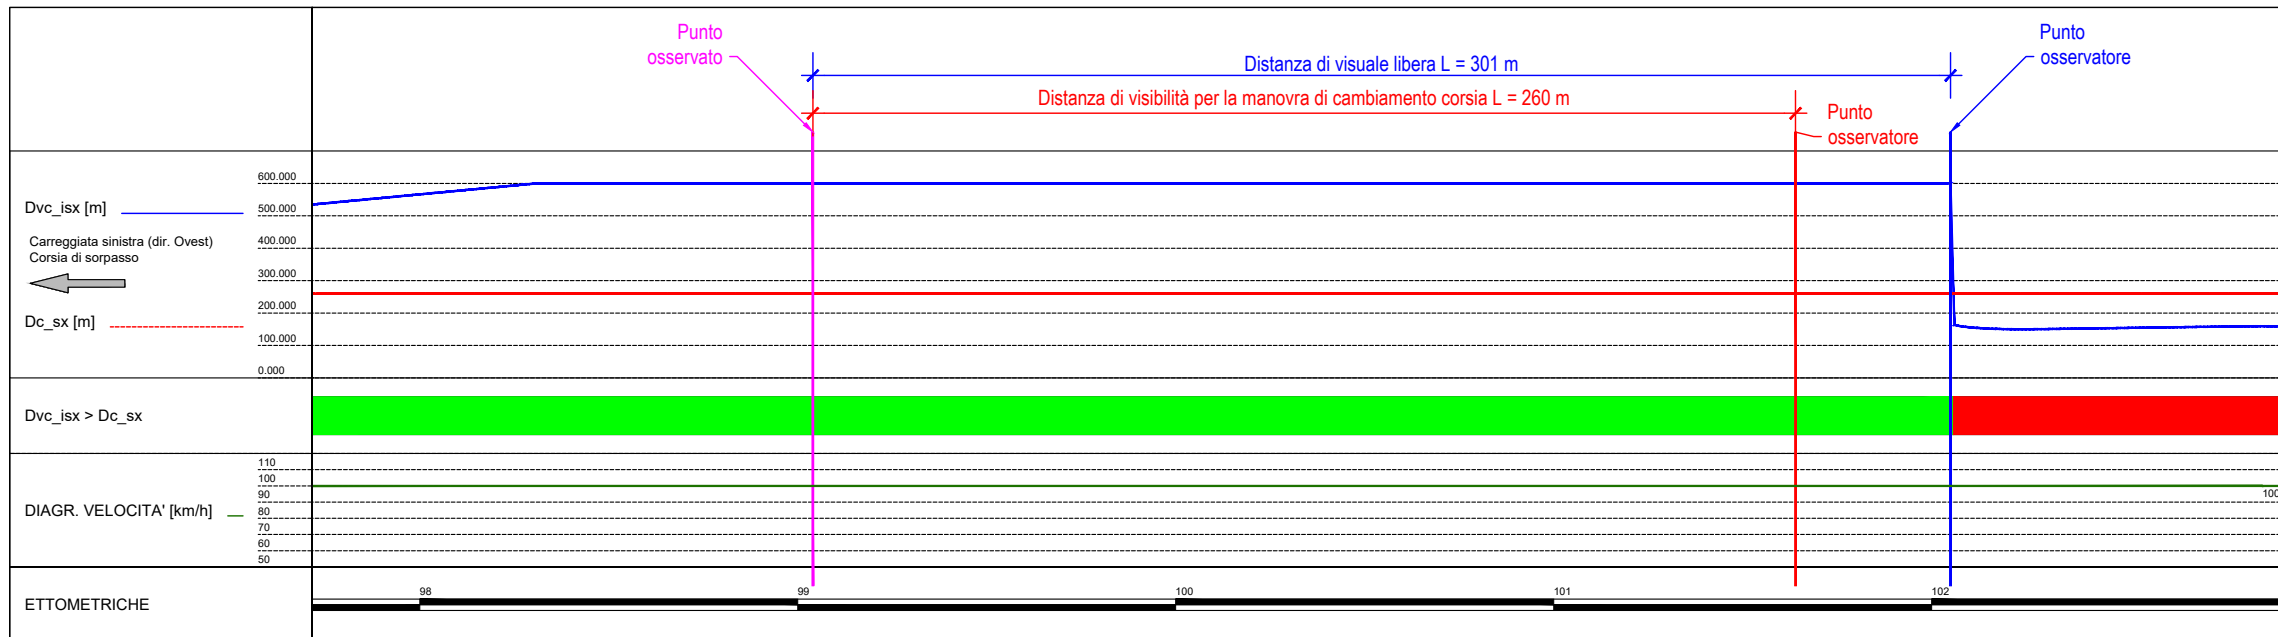 Punto
osservato
Distanza di visuale libera L = 301 m
Punto
osservatore
Distanza di visibilità per la manovra di cambiamento corsia L = 260 m
Punto
osservatore
600.000
Dvc_isx [m]
500.000
Carreggiata sinistra (dir. Ovest)
Corsia di sorpasso
400.000
300.000
200.000
Dc_sx [m]
100.000
0.000
Dvc_isx > Dc_sx
110
100
90
100
DIAGR. VELOCITA' [km/h]
80
70
60
50
98
99
100
101
102
ETTOMETRICHE